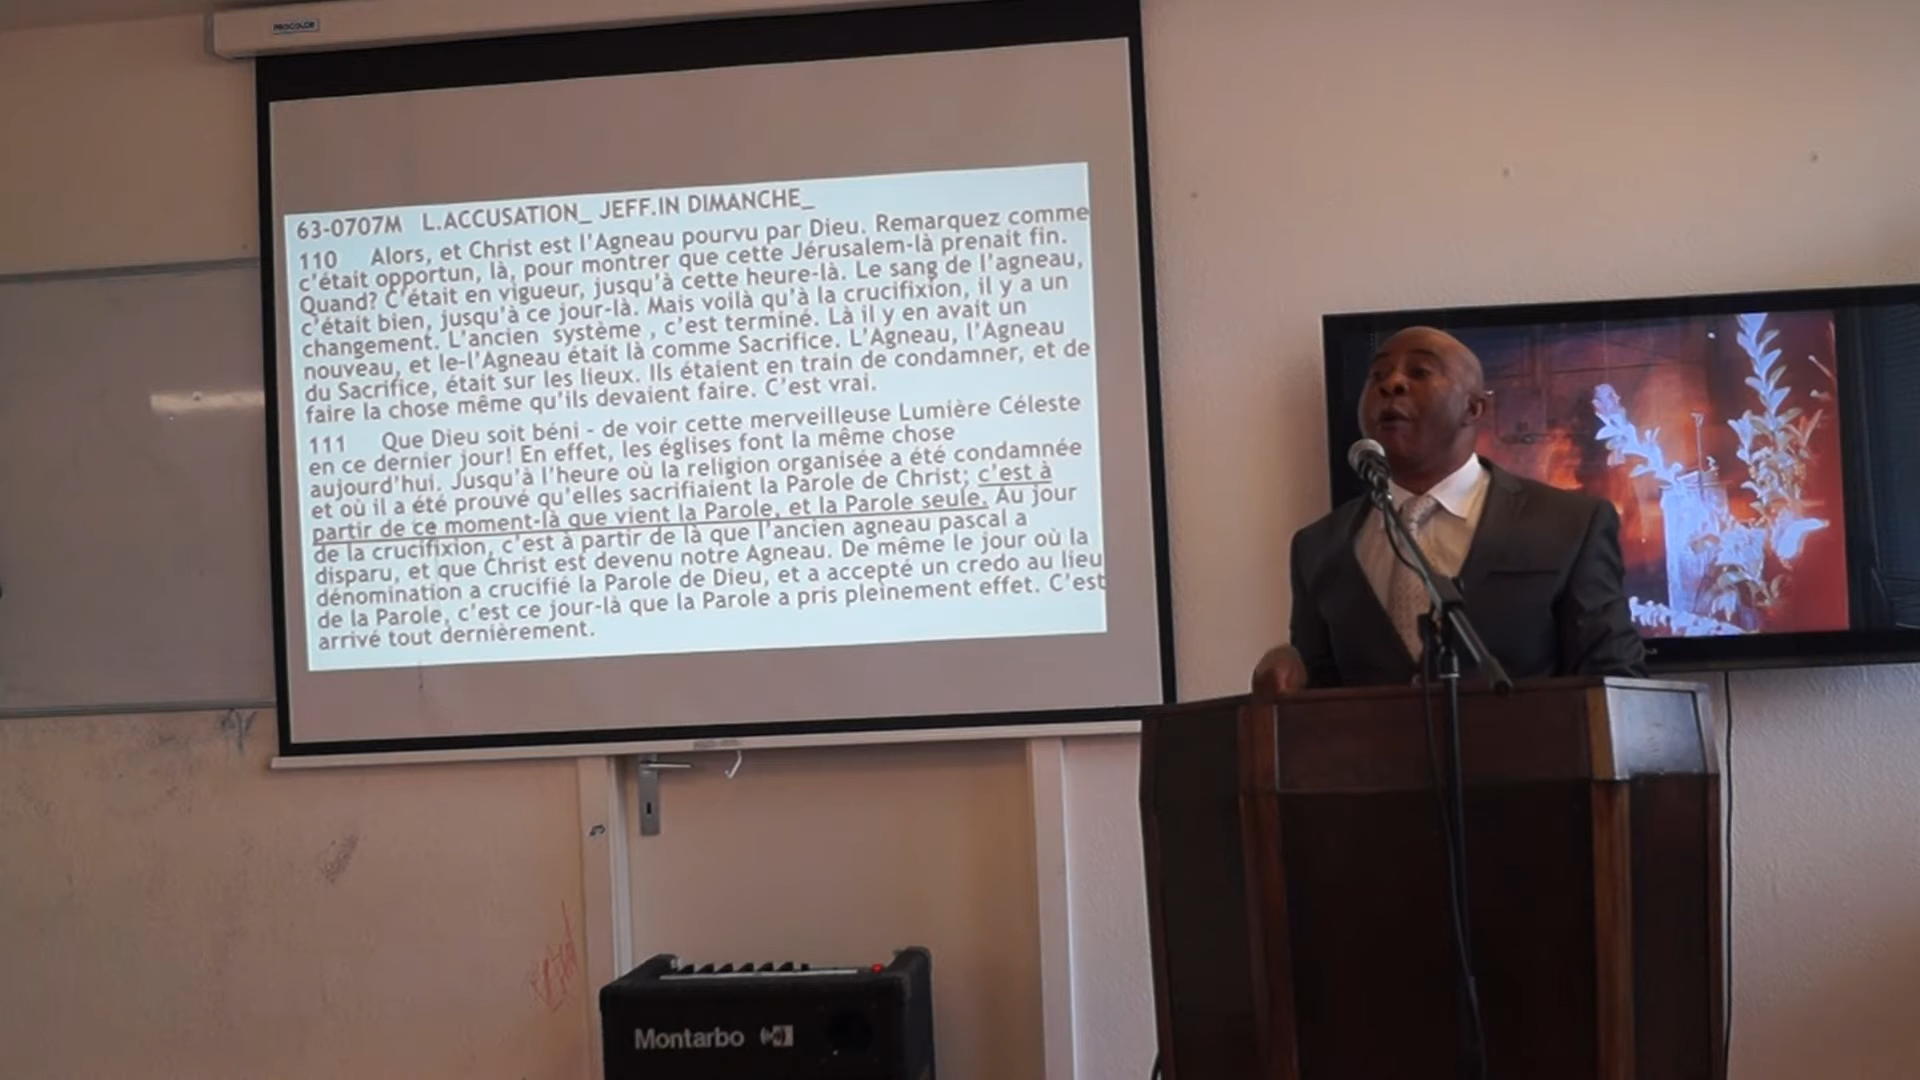 PROCOLOR
63-0707M L.ACCUSATION_ JEFF.IN DIMANCHE_
110 Alors, et Christ est l'Agneau pourvu par Dieu. Remarquez comme
c'était opportun, là, pour montrer que cette Jérusalem-là prenait fin.
Quand? C'était en vigueur, jusqu'à cette heure-là. Le sang de l'agneau,
c'était bien, jusqu'à ce jour-là. Mais voilà qu'à la crucifixion, il y a un
changement. L'ancien système , c'est terminé. Là il y en avait un
nouveau, et le-l'Agneau était là comme Sacrifice. L'Agneau, l'Agneau
du Sacrifice, était sur les lieux. Ils étaient en train de condamner, et de
faire la chose même qu'ils devaient faire. C'est vrai.
111 Que Dieu soit béni - de voir cette merveilleuse Lumière Céleste
en ce dernier jour! En effet, les églises font la même chose
aujourd'hui. Jusqu'à l'heure où la religion organisée a été condamnée
et où il a été prouvé qu'elles sacrifiaient la Parole de Christ; c'est à
partir de ce moment-là que vient la Parole, et la Parole seule. Au jour
de la crucifixion, c'est à partir de là que l'ancien agneau pascal a
disparu, et que Christ est devenu notre Agneau. De même le jour où la
dénomination a crucifié la Parole de Dieu, et a accepté un credo au lieu
de la Parole, c'est ce jour-là que la Parole a pris pleinement effet. C'est
arrivé tout dernièrement.
Montarbo